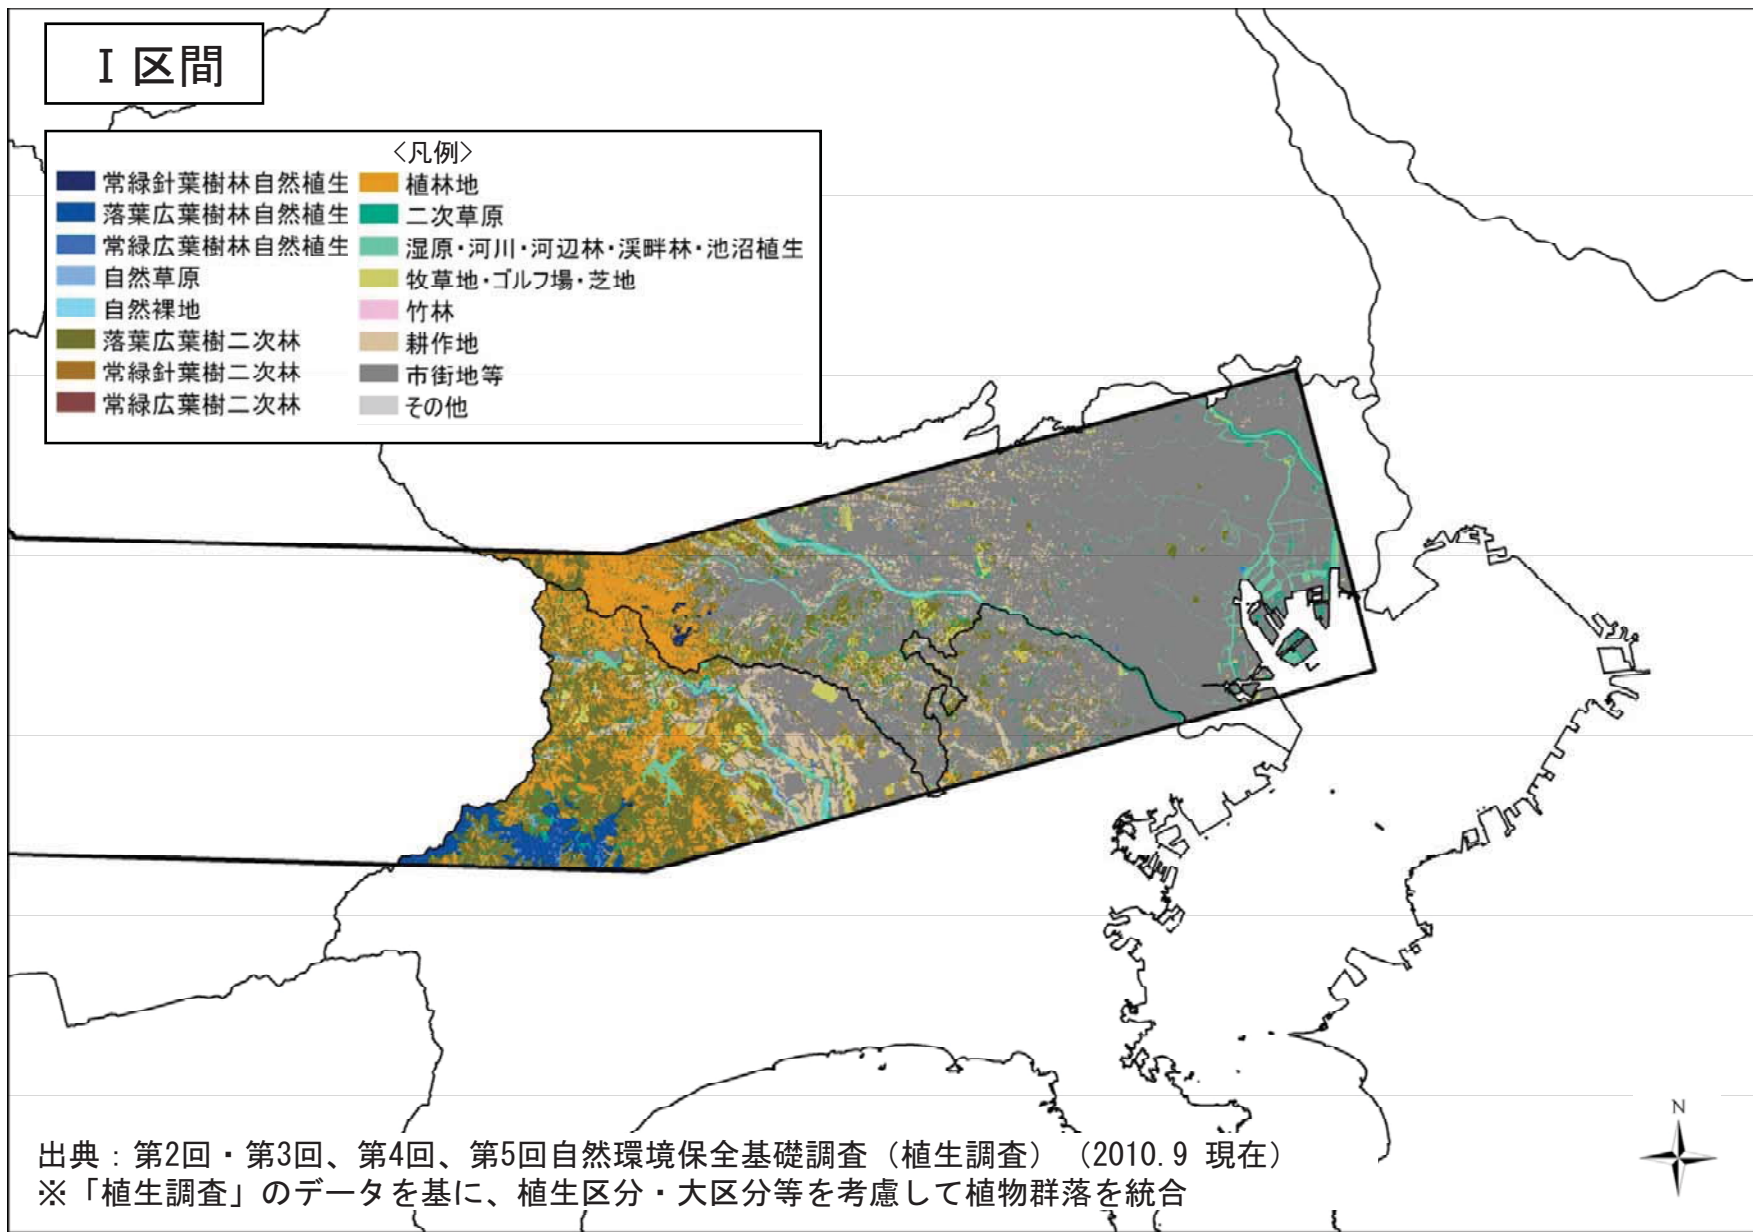 Ⅰ区間
〈凡例〉
常緑針葉樹林自然植生
落葉広葉樹林自然植生
常緑広葉樹林自然植生
自然草原
自然裸地
落葉広葉樹二次林
常緑針葉樹二次林
常緑広葉樹二次林
植林地
二次草原
湿原・河川・河辺林・渓畔林・池沼植生
牧草地・ゴルフ場・芝地
竹林
耕作地
市街地等
その他
N
出典：第2回・第3回、第4回、第5回自然環境保全基礎調査（植生調査）（2010.9 現在）
※「植生調査」のデータを基に、植生区分・大区分等を考慮して植物群落を統合